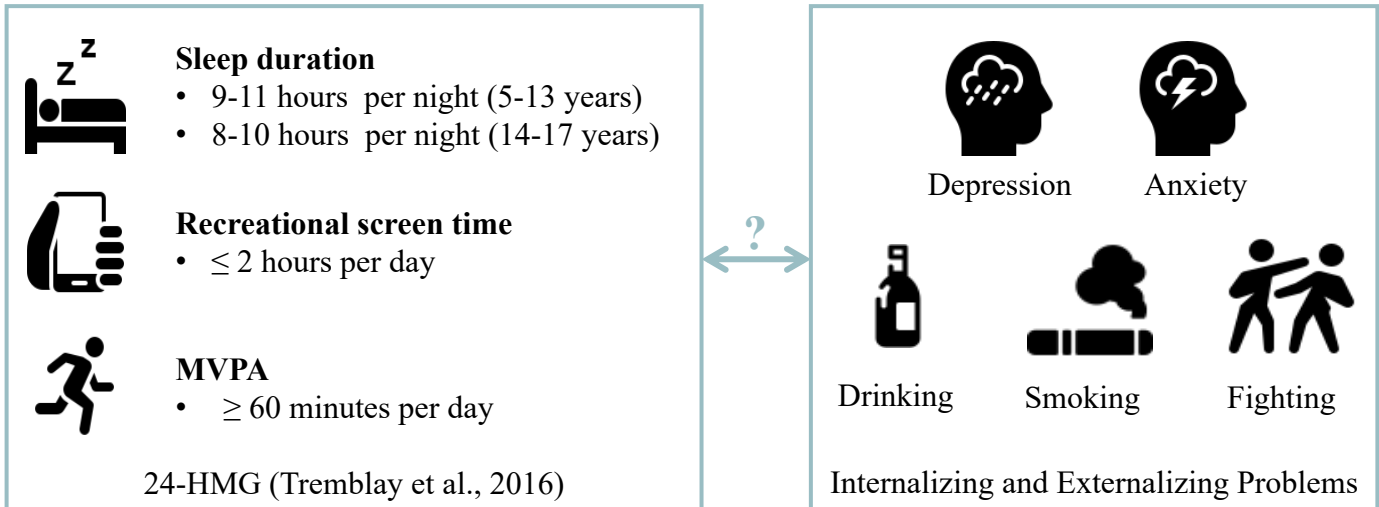 z
Z
Sleep duration
• 9-11 hours per night (5-13 years)
• 8-10 hours per night (14-17 years)
Recreational screen time
• ≤ 2 hours per day
MVPA
• ≥ 60 minutes per day
24-HMG (Tremblay et al., 2016)
?
Depression
Anxiety
Drinking
Smoking
Fighting
Internalizing and Externalizing Problems